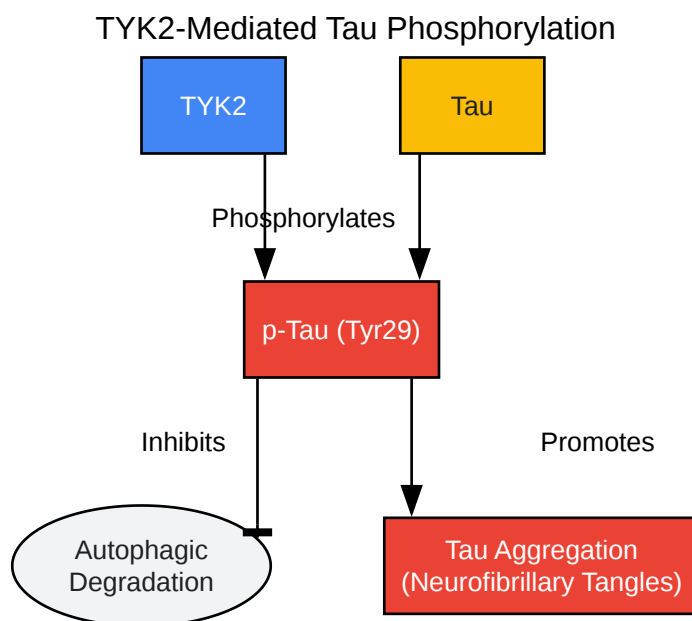 TYK2-Mediated Tau Phosphorylation
TYK2
Tau
Phosphorylates
p-Tau (Tyr29)
Inhibits
Promotes
Autophagic
Degradation
Tau Aggregation
(Neurofibrillary Tangles)